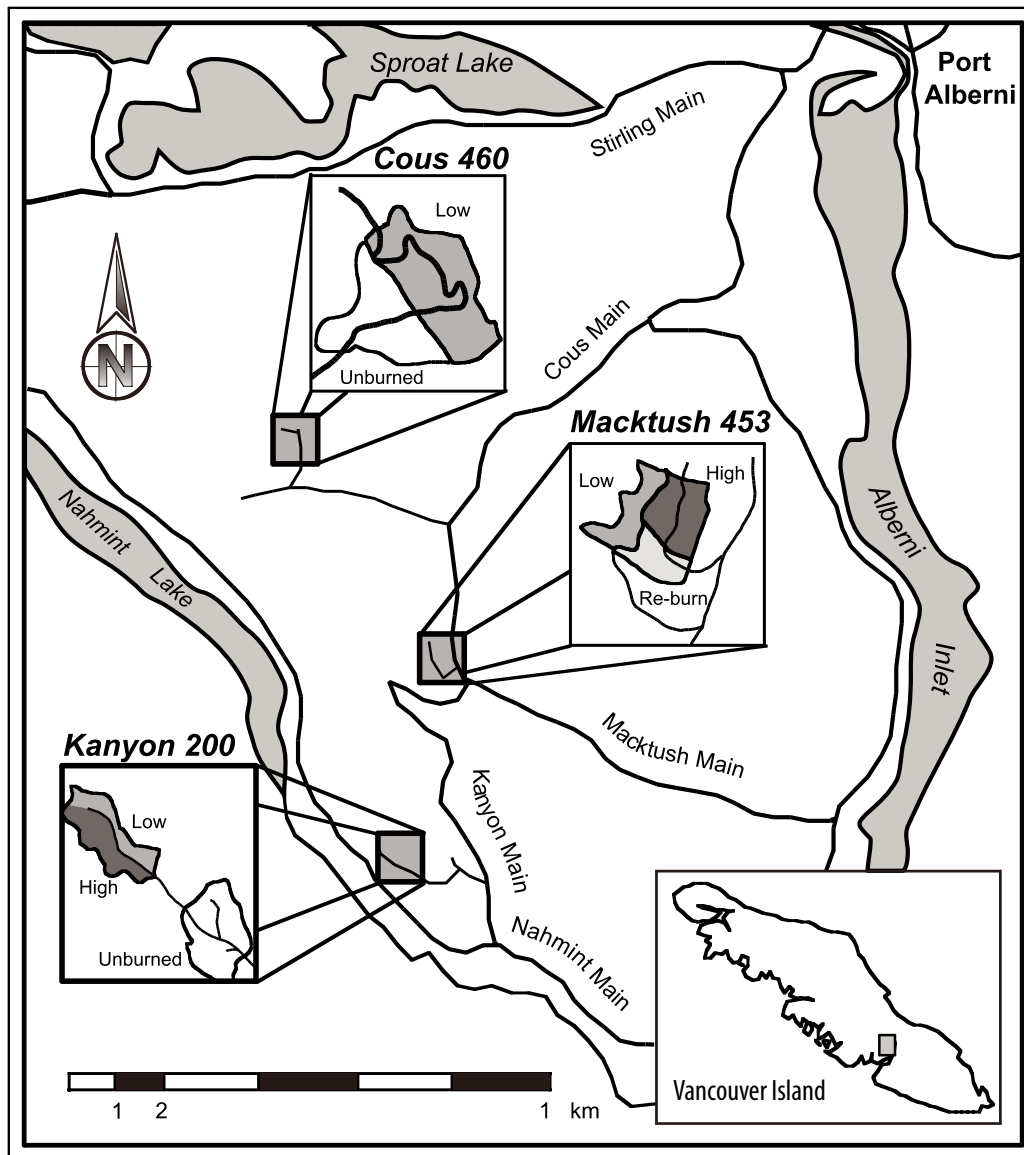 Sproat Lake
Port
Alberni
Stirling Main
Cous 460
Low
Unburned
Cous Main
N
Macktush 453
Low
High
Re-burn
Nahmint
Lake
Alberni
Inlet
Macktush Main
Kanyon 200
Low
High
Unburned
Kanyon Main
Nahmint Main
Vancouver Island
1 2 1 km